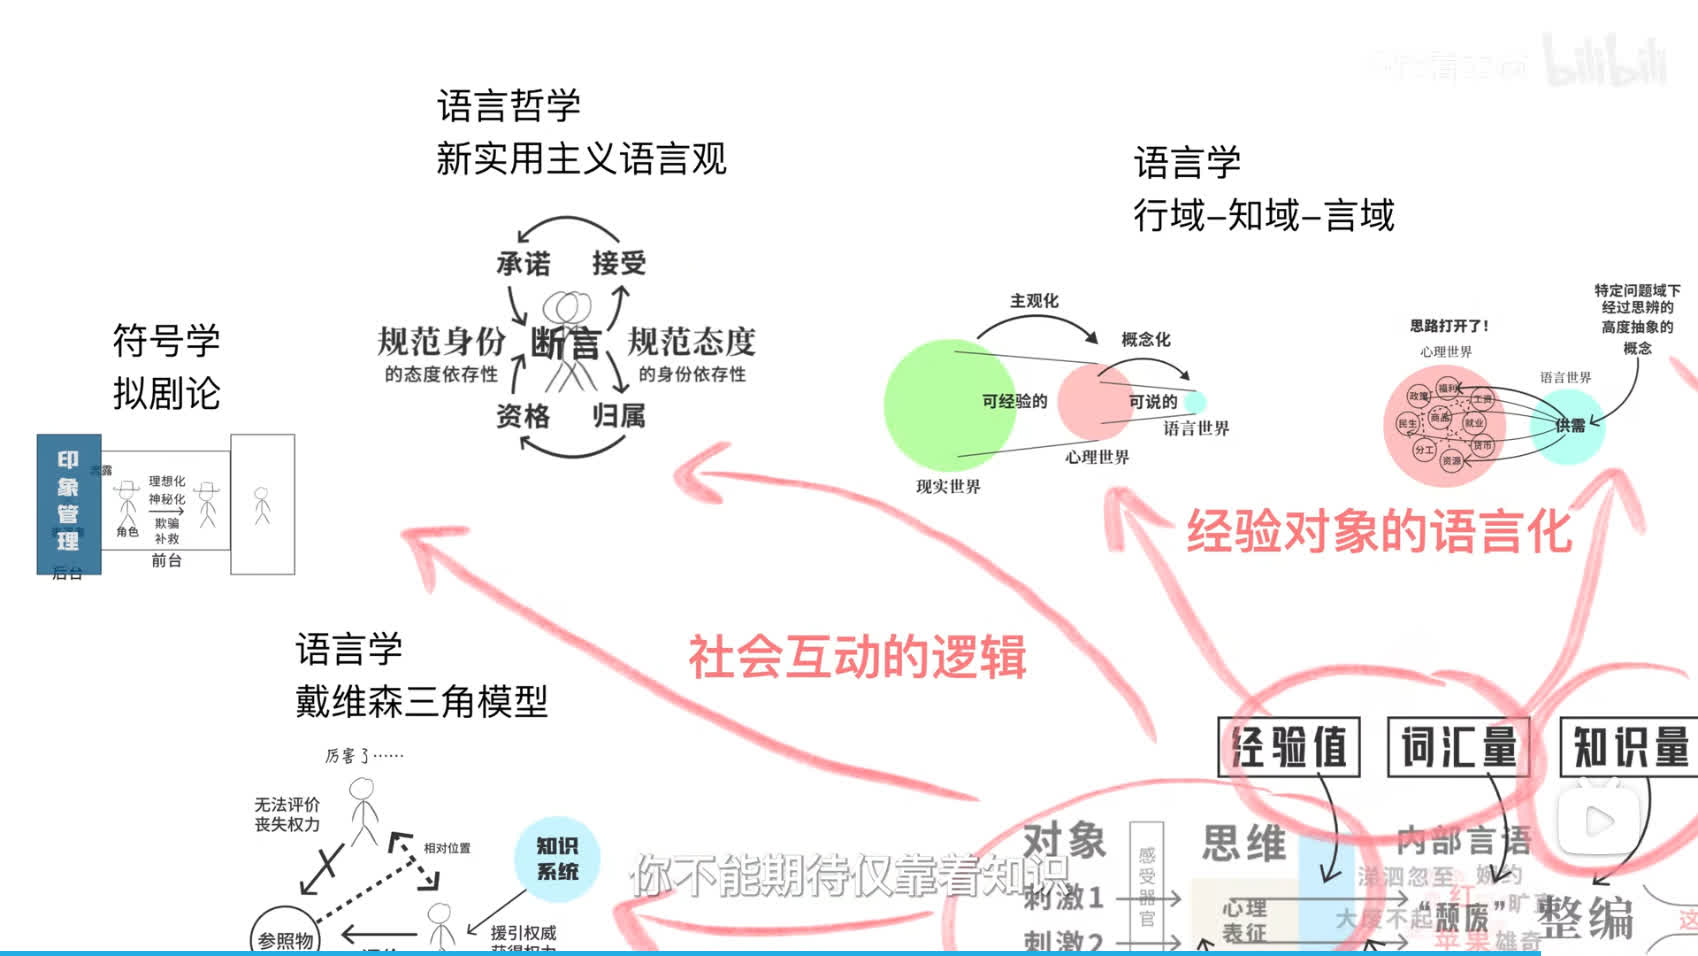 bilibili
语言哲学
新实用主义语言观
承诺 接受
规范身份 断言 规范态度
的态度依存性 的身份依存性
资格 归属
语言学
行域–知域–言域
主观化
概念化
可经验的 可说的
语言世界
心理世界
现实世界
特定问题域下
经过思辨的
高度抽象的
概念
思路打开了！
心理世界
语言世界
福利
工资
商品
就业
民生
货币
分工
资源
供需
经验对象的语言化
符号学
拟剧论
印象管理
理想化
神秘化
欺骗
补救
角色
前台
后台
社会互动的逻辑
语言学
戴维森三角模型
厉害了……
无法评价
丧失权力
相对位置
知识
系统
参照物
援引权威
经验值 词汇量 知识量
对象 思维 内部言语
感受器官
刺激1
刺激2
心理
表征
涕泗忽至 婉约
大废不起 红
“颓废”
苹果 雄奇
整编
你不能期待仅靠着知识